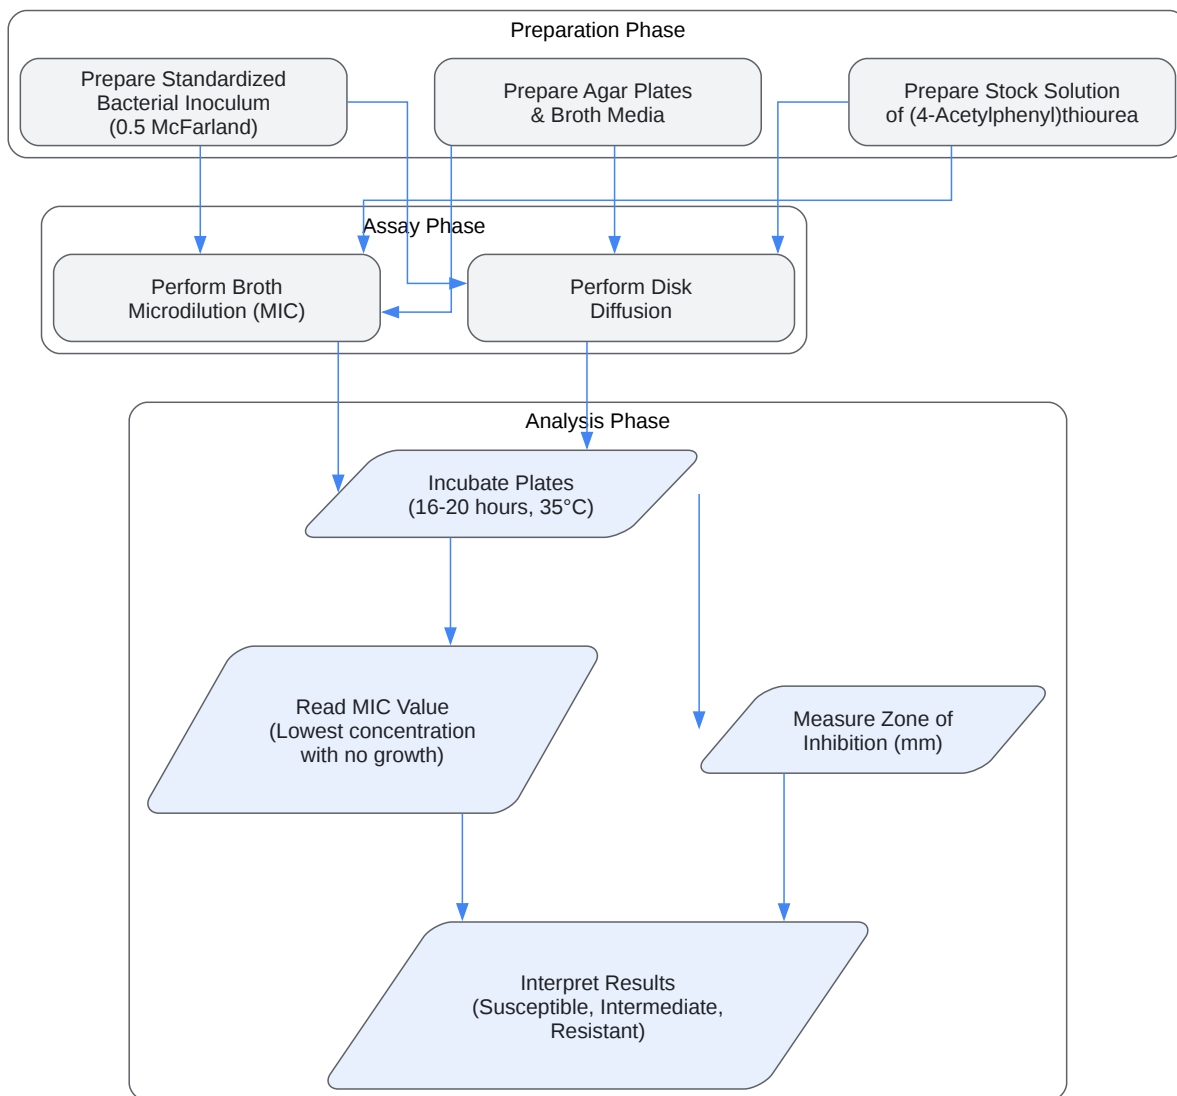 Preparation Phase
Prepare Standardized
Bacterial Inoculum
(0.5 McFarland)
Prepare Agar Plates
& Broth Media
Prepare Stock Solution
of (4-Acetylphenyl)thiourea
Assay Phase
Perform Broth
Microdilution (MIC)
Perform Disk
Diffusion
Analysis Phase
Incubate Plates
(16-20 hours, 35°C)
Read MIC Value
(Lowest concentration
with no growth)
Measure Zone of
Inhibition (mm)
Interpret Results
(Susceptible, Intermediate,
Resistant)